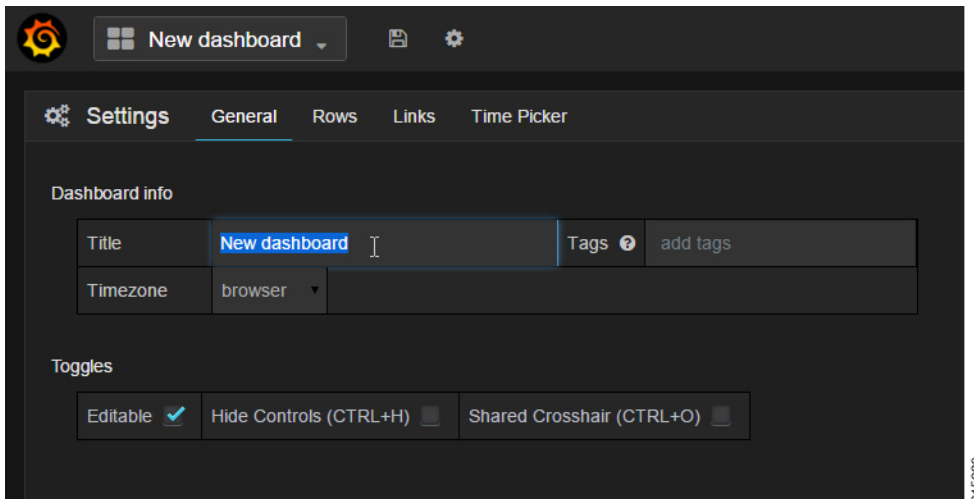 New dashboard
Settings General Rows Links Time Picker
Dashboard info
Title New dashboard Tags add tags
Timezone browser
Toggles
Editable Hide Controls (CTRL+H) Shared Crosshair (CTRL+O)